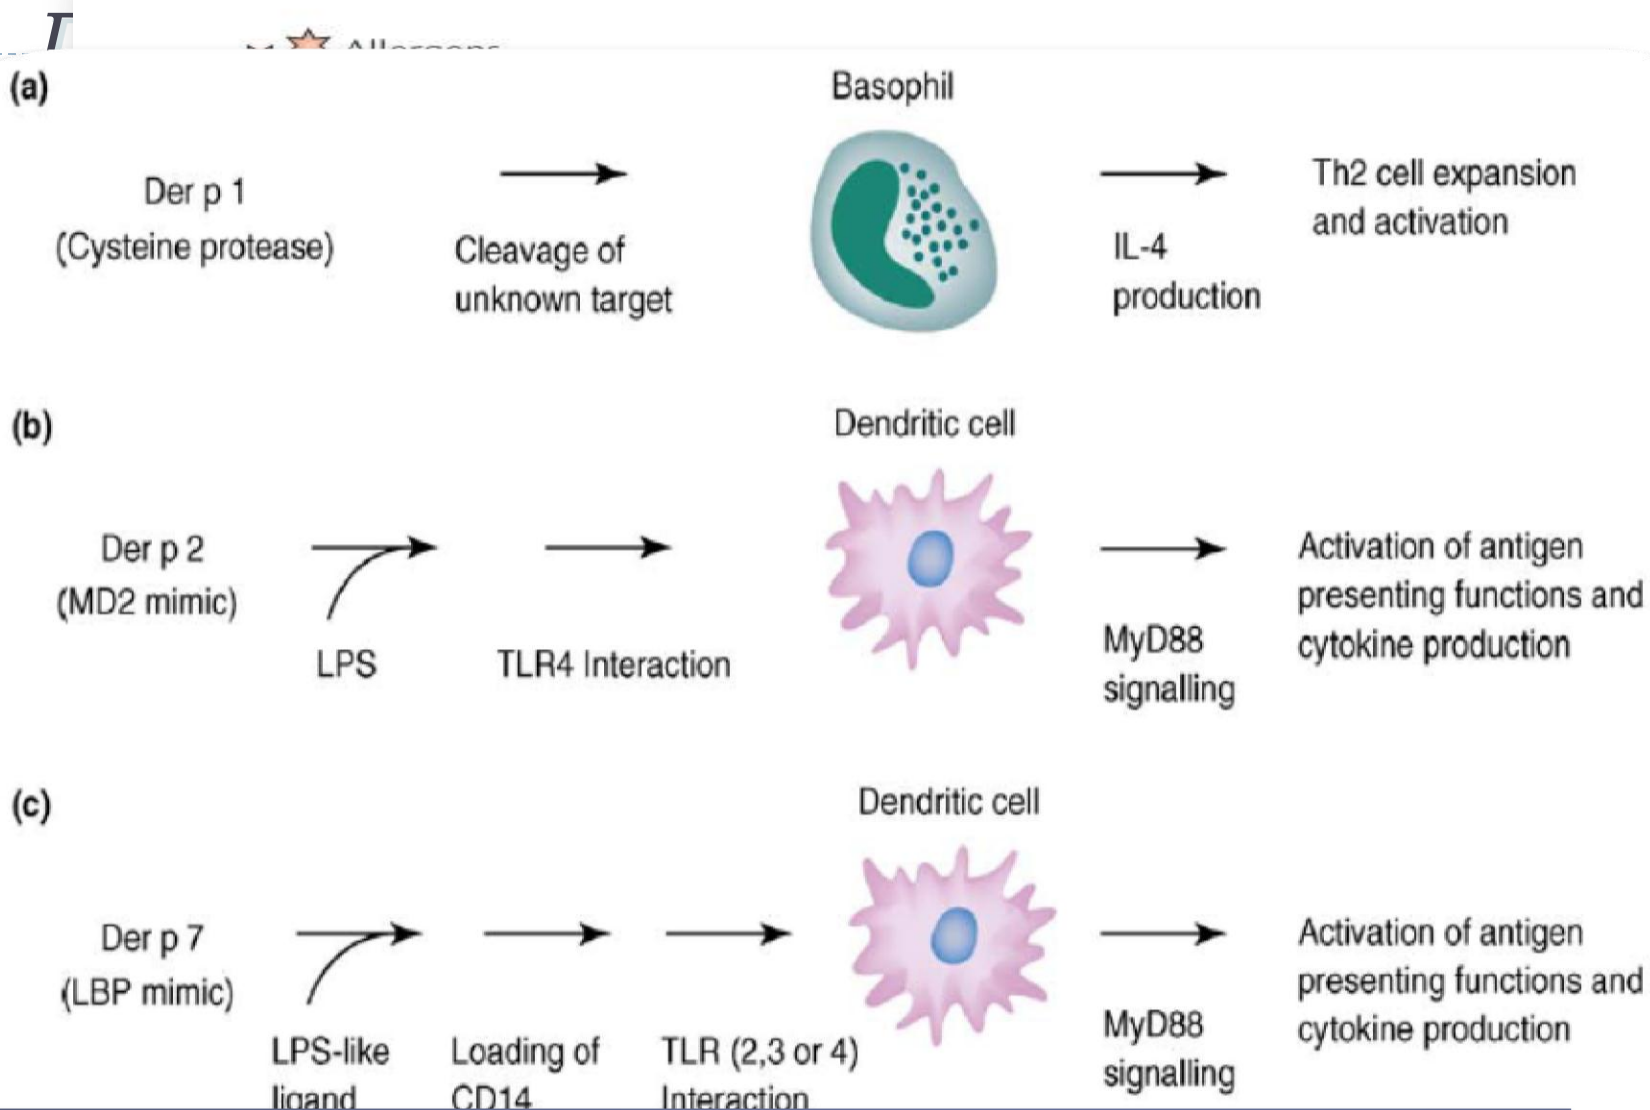 Allergens
(a)
Basophil
Der p 1
(Cysteine protease)
Cleavage of
unknown target
IL-4
production
Th2 cell expansion
and activation
(b)
Dendritic cell
Der p 2
(MD2 mimic)
LPS
TLR4 Interaction
MyD88
signalling
Activation of antigen
presenting functions and
cytokine production
(c)
Dendritic cell
Der p 7
(LBP mimic)
LPS-like
ligand
Loading of
CD14
TLR (2,3 or 4)
Interaction
MyD88
signalling
Activation of antigen
presenting functions and
cytokine production